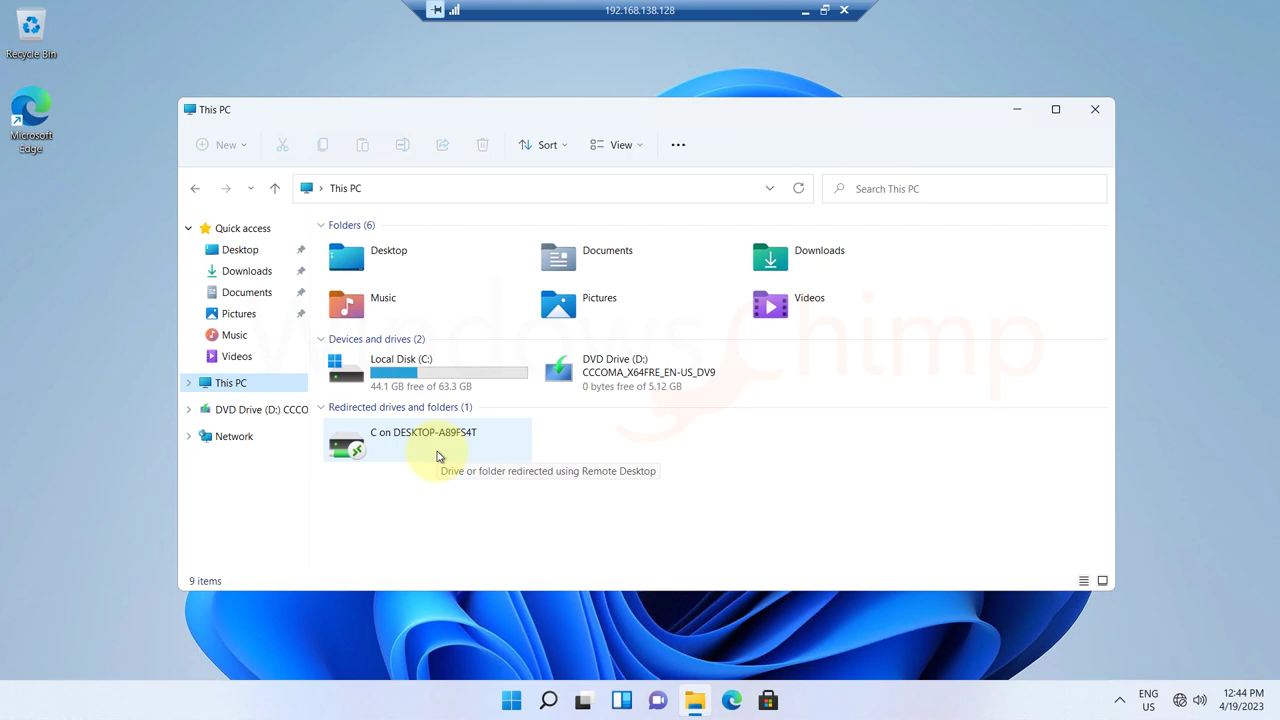 192.168.138.128
Recycle Bin
Microsoft
Edge
This PC
New
Sort
View
This PC
Search This PC
Quick access
Desktop
Downloads
Documents
Pictures
Music
Videos
This PC
DVD Drive (D:) CCCO
Network
Folders (6)
Desktop
Documents
Downloads
Music
Pictures
Videos
Devices and drives (2)
Local Disk (C:)
44.1 GB free of 63.3 GB
DVD Drive (D:)
CCCOMA_X64FRE_EN-US_DV9
0 bytes free of 5.12 GB
Redirected drives and folders (1)
C on DESKTOP-A89FS4T
Drive or folder redirected using Remote Desktop
Windows Chimp
9 items
ENG
US
12:44 PM
4/19/2023